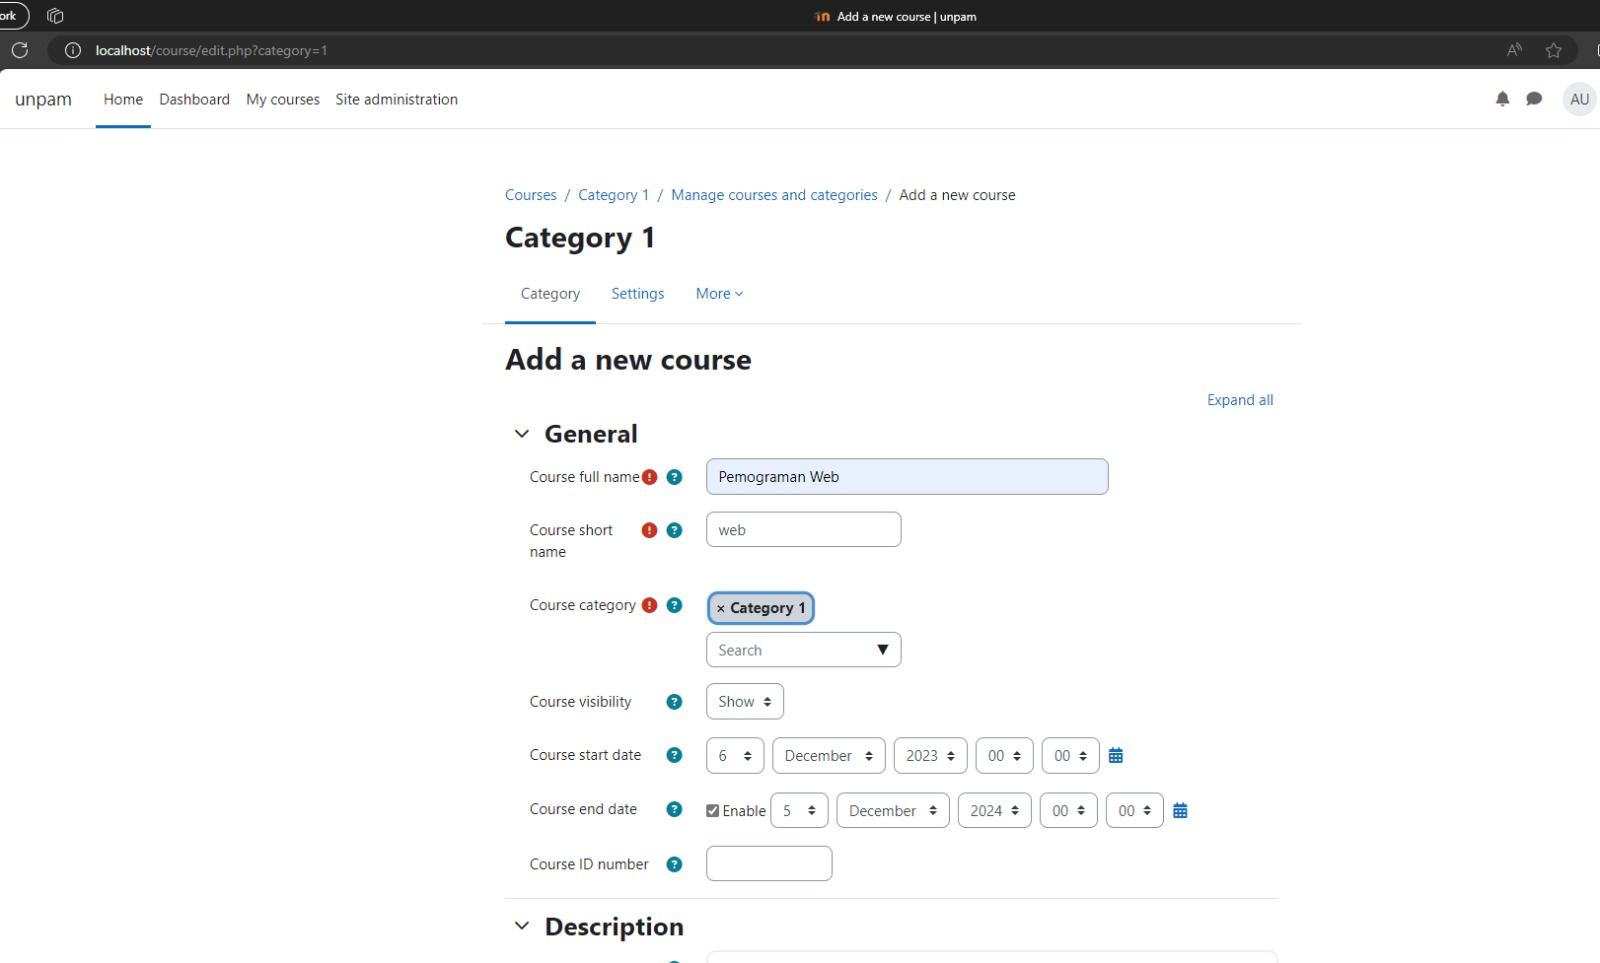 ork
Add a new course | unpam
localhost/course/edit.php?category=1
unpam Home Dashboard My courses Site administration AU
Courses / Category 1 / Manage courses and categories / Add a new course
Category 1
Category Settings More
Add a new course
Expand all
General
Course full name Pemograman Web
Course short name web
Course category × Category 1
Search
Course visibility Show
Course start date 6 December 2023 00 00
Course end date Enable 5 December 2024 00 00
Course ID number
Description